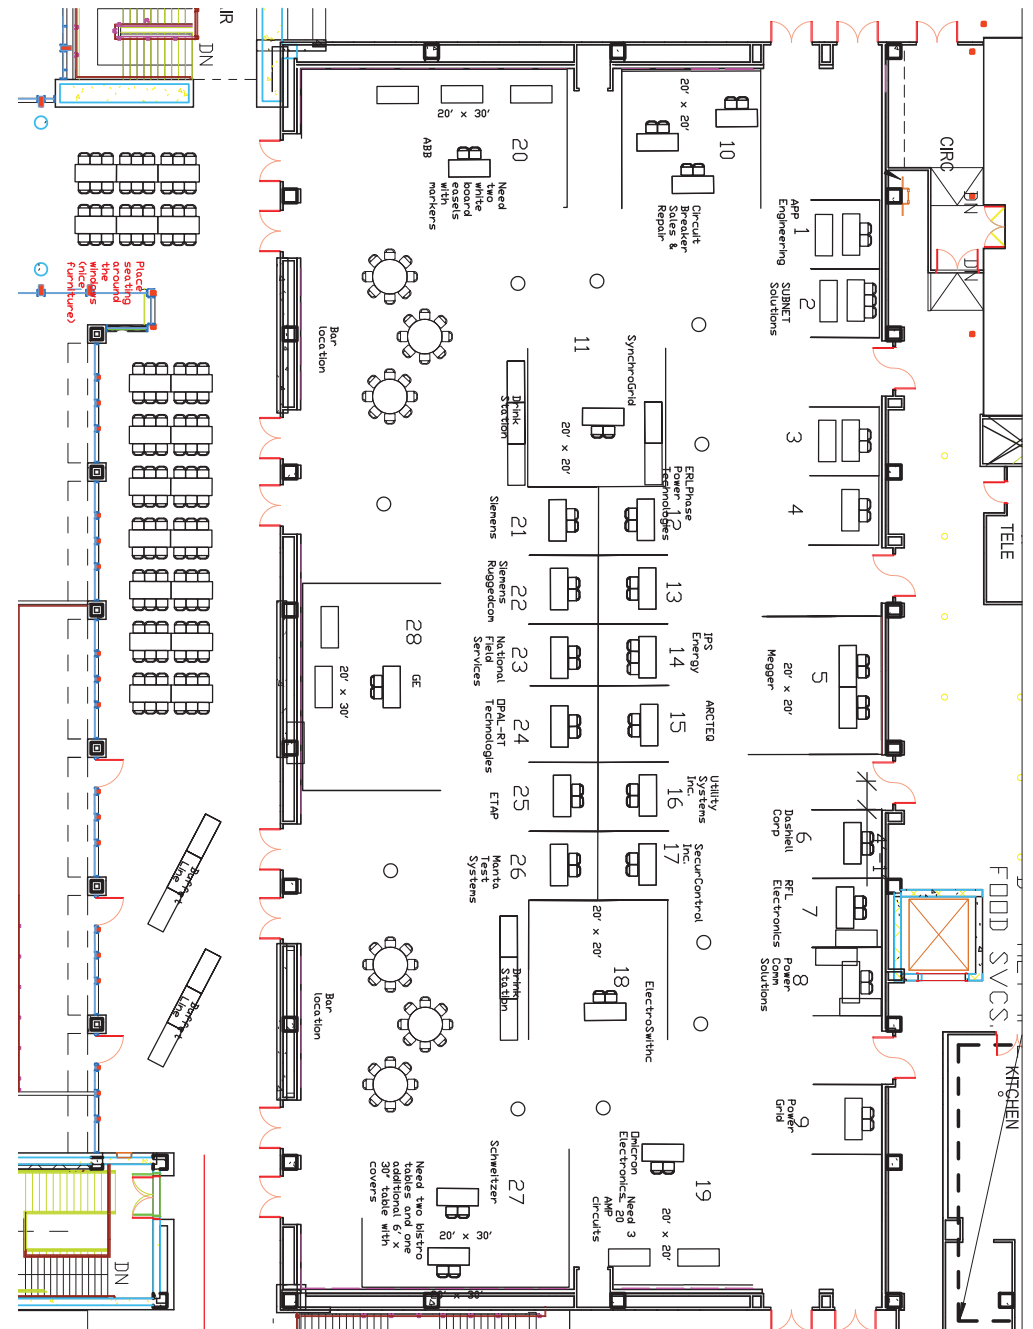 IR
DN
20' x 30'
20
ABB
Need
two
white
board
easels
with
markers
20' x 20'
10
Circuit
Breaker
Sales &
Repair
CIRC
DN
DN
APP
Engineering
1
SUBNET
Solutions
2
Place
seating
around
the
windows
(nice
furniture)
Bar
location
11
SynchroGrid
Drink
Station
20' x 20'
3
4
TELE
ERLPhase
Power
Technologies
12
Siemens
21
Siemens
Ruggedcom
22
13
National
Field
Services
23
IPS
Energy
14
28
GE
20' x 30'
5
Megger
20' x 20'
OPAL-RT
Technologies
24
ARCTEQ
15
ETAP
25
Utility
Systems
Inc.
16
Manta
Test
Systems
26
SecurControl
Inc.
17
Dashiell
Corp
6
RFL
Electronics
7
Power
Comm
Solutions
8
FOOD SVCS.
KITCHEN
Buffet
Line
Buffet
Line
Bar
location
Drink
Station
20' x 20'
18
ElectroSwithc
Power
Grid
9
Schweitzer
27
Need two bistro
tables and one
additional 6' x
30" table with
covers
20' x 30'
20' x 30'
Omicron
Electronics
Need 3
20
AMP
circuits
19
20' x 20'
DN